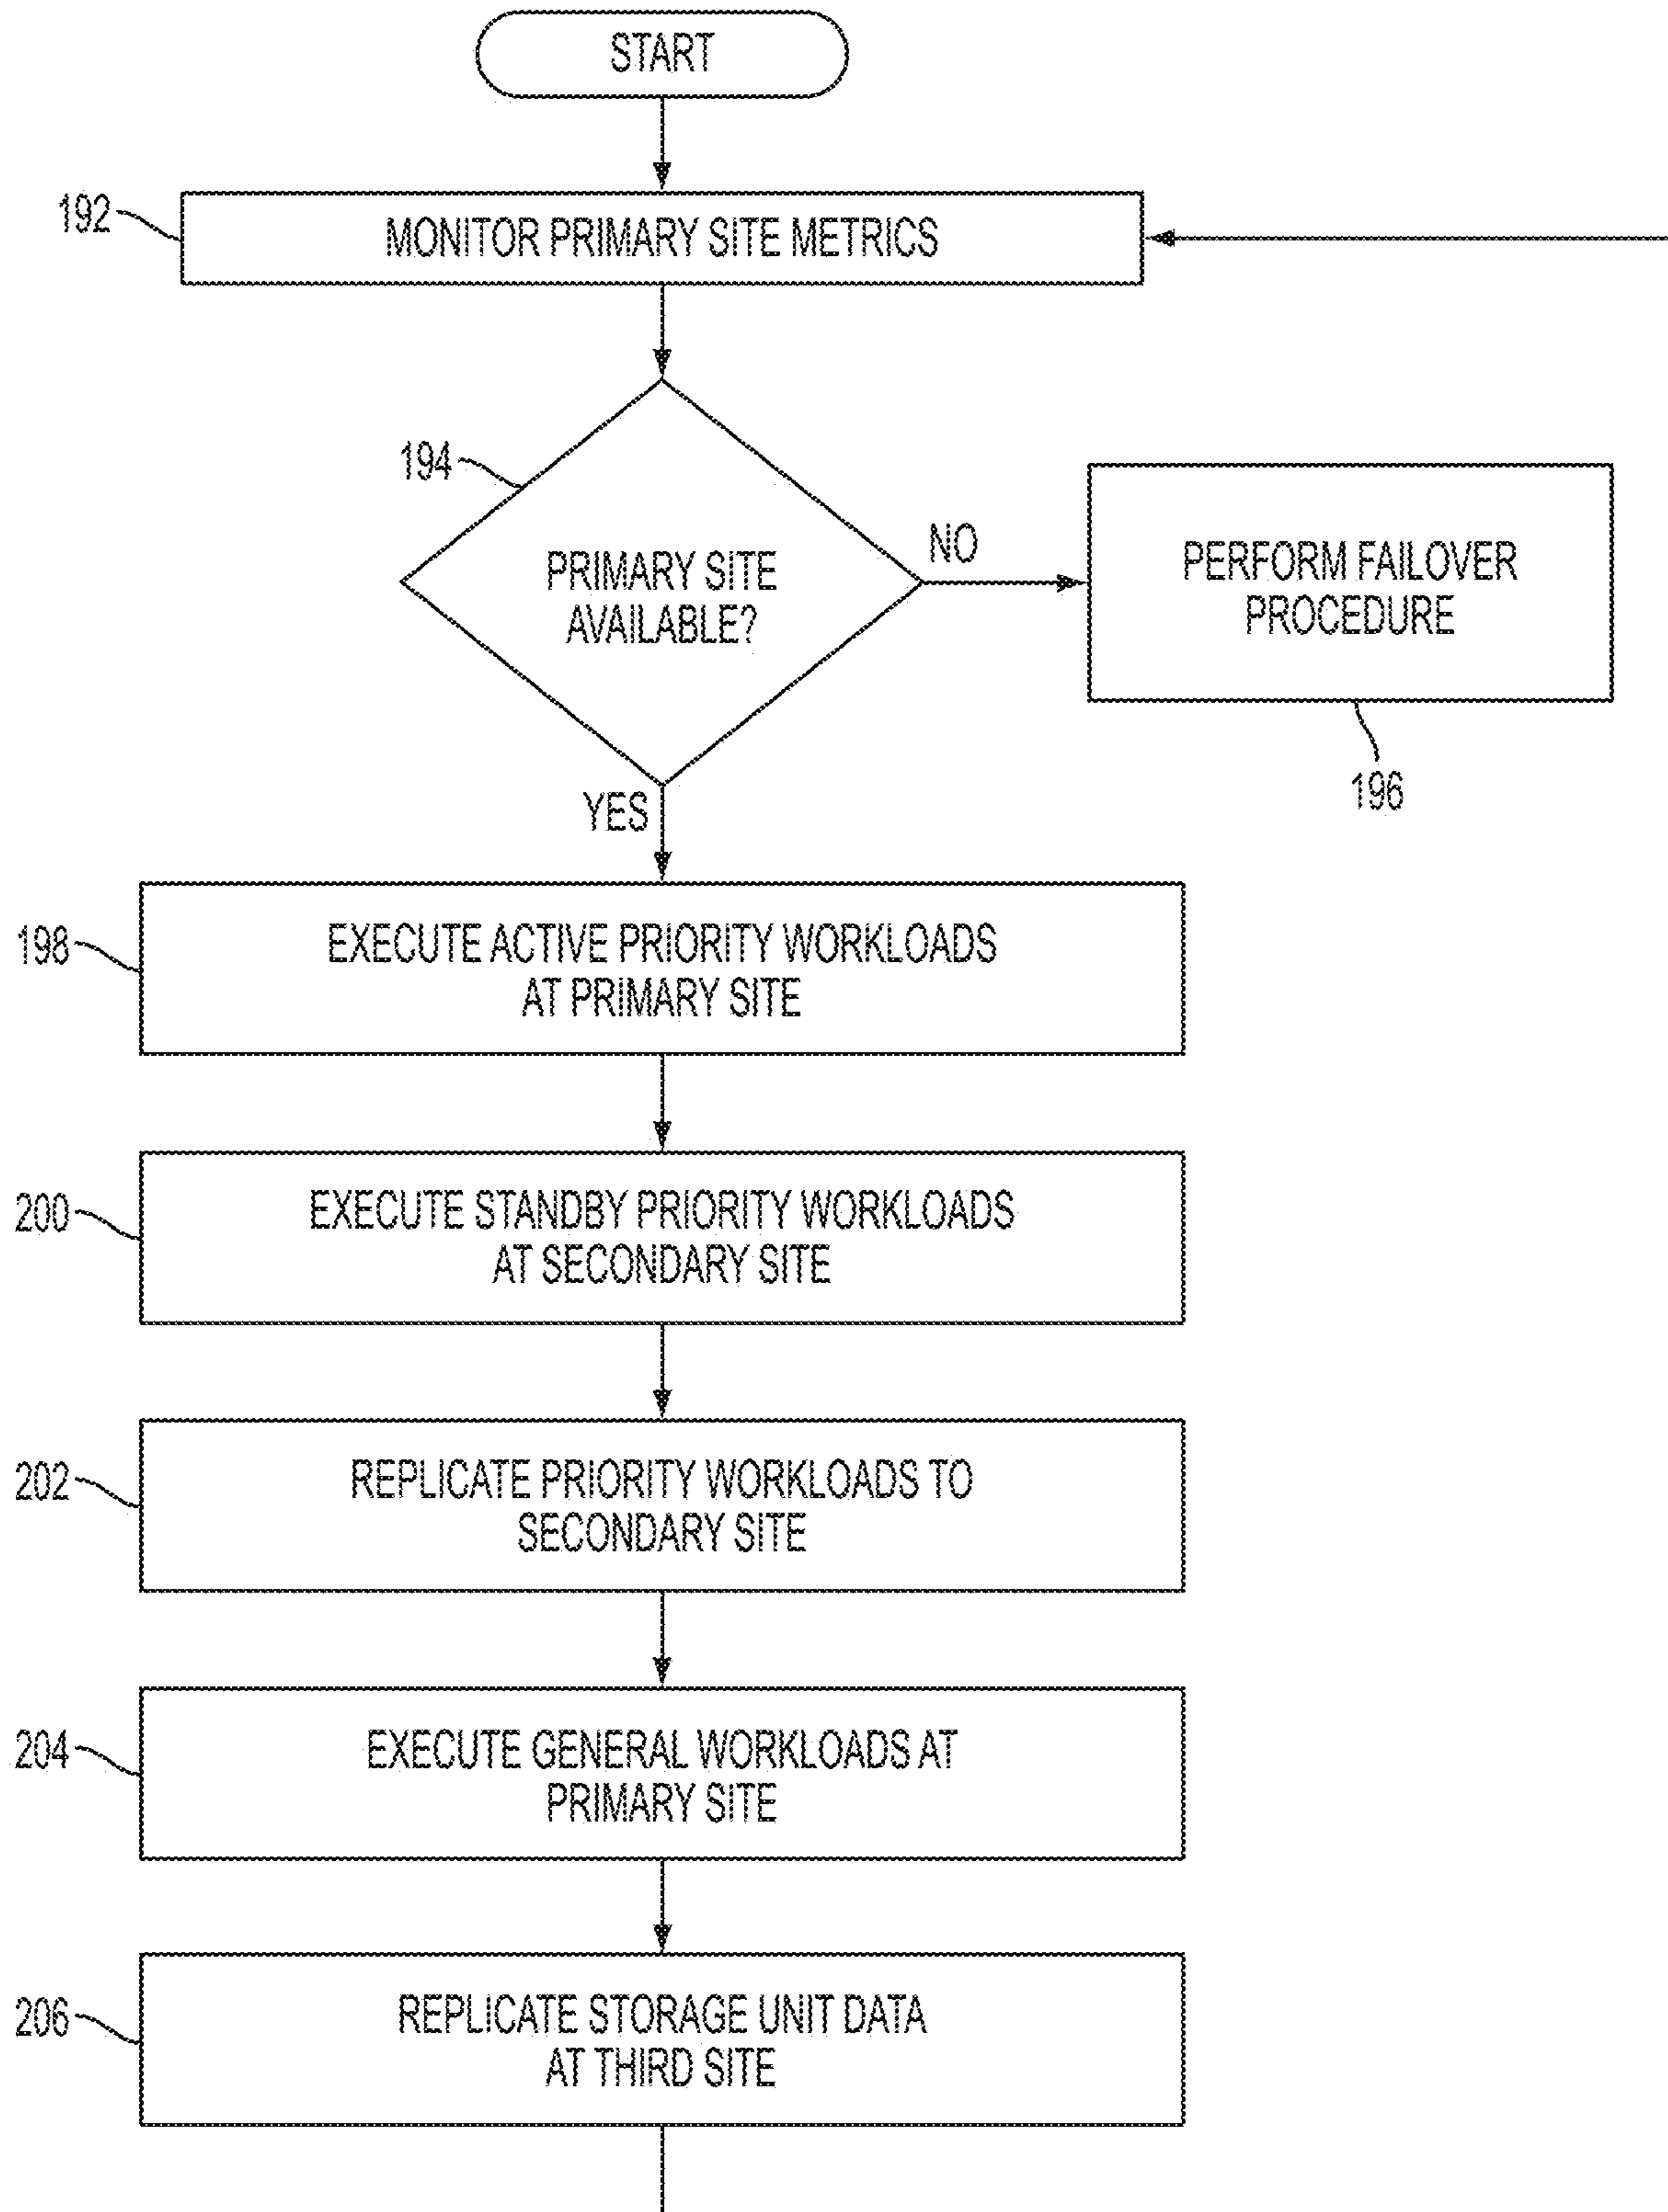 START
192
MONITOR PRIMARY SITE METRICS
194
PRIMARY SITE
AVAILABLE?
NO
PERFORM FAILOVER
PROCEDURE
196
YES
198
EXECUTE ACTIVE PRIORITY WORKLOADS
AT PRIMARY SITE
200
EXECUTE STANDBY PRIORITY WORKLOADS
AT SECONDARY SITE
202
REPLICATE PRIORITY WORKLOADS TO
SECONDARY SITE
204
EXECUTE GENERAL WORKLOADS AT
PRIMARY SITE
206
REPLICATE STORAGE UNIT DATA
AT THIRD SITE